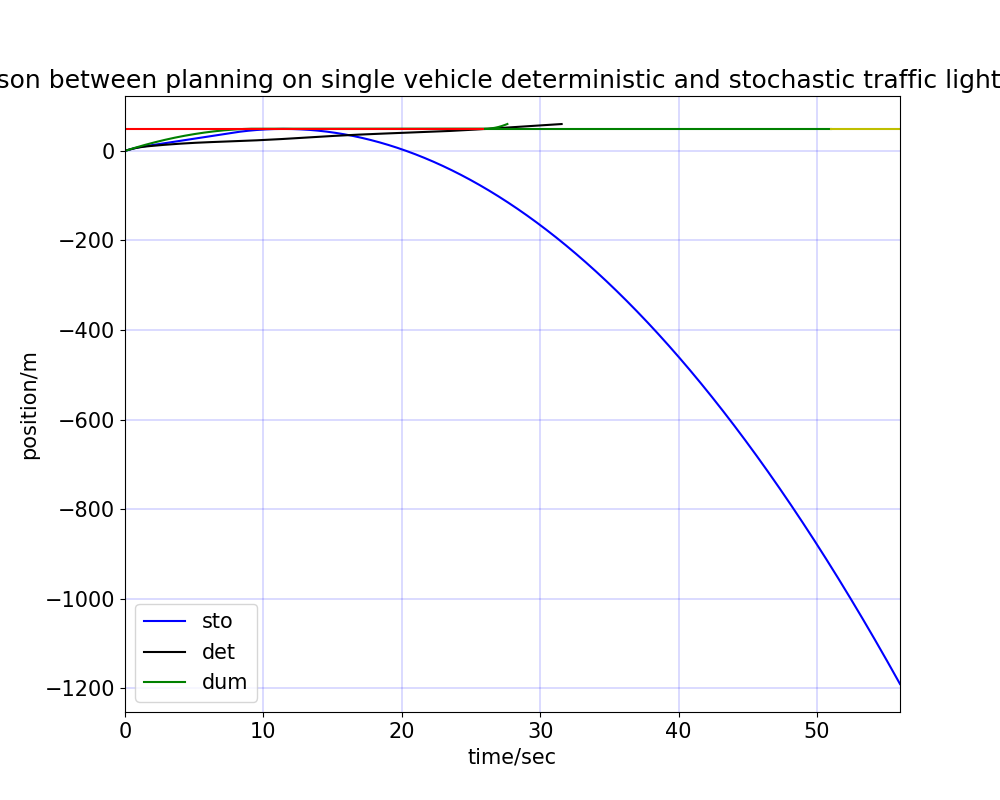 son between planning on single vehicle deterministic and stochastic traffic light
0
−200
−400
−600
−800
−1000
−1200
position/m
sto
det
dum
0 10 20 30 40 50
time/sec